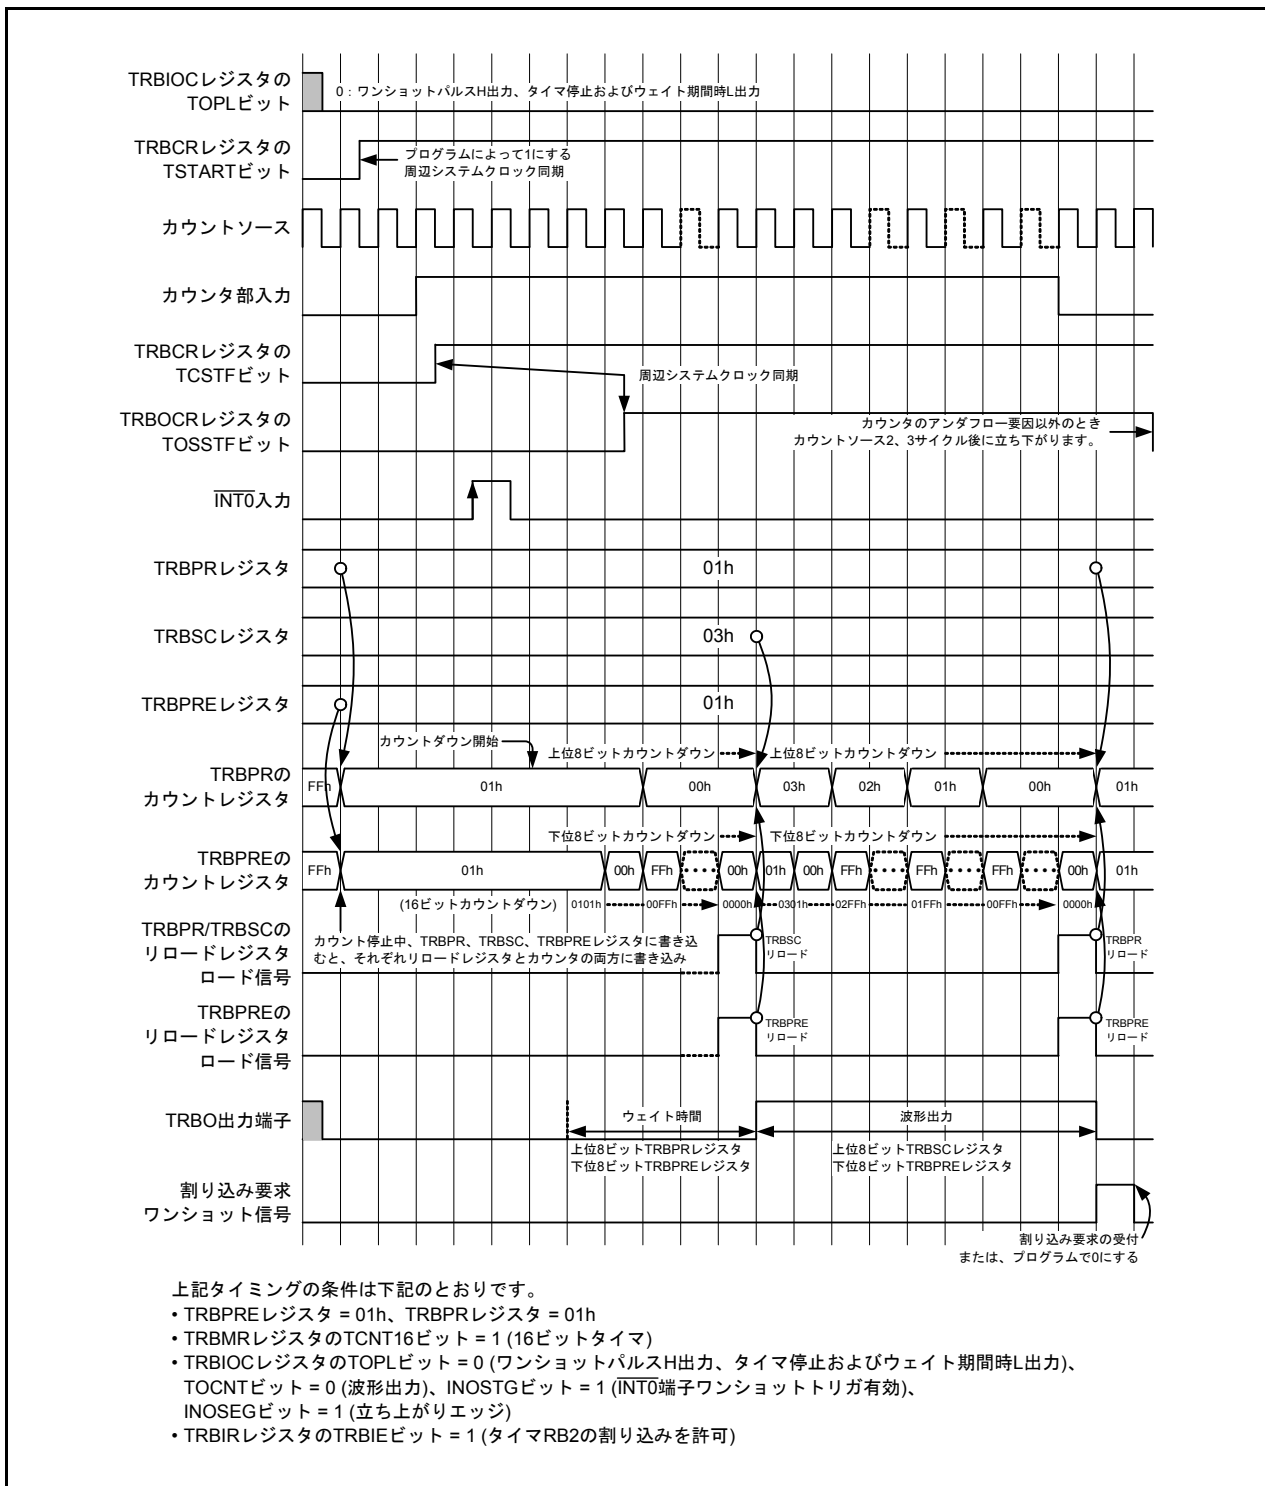 TRBIOCレジスタの
TOPLビット
0：ワンショットパルスH出力、タイマ停止およびウェイト期間時L出力
TRBCRレジスタの
TSTARTビット
プログラムによって1にする
周辺システムクロック同期
カウントソース
カウンタ部入力
TRBCRレジスタの
TCSTFビット
周辺システムクロック同期
TRBOCRレジスタの
TOSSTFビット
カウンタのアンダフロー要因以外のとき
カウントソース2、3サイクル後に立ち下がります。
INT0入力
TRBPRレジスタ
01h
TRBSCレジスタ
03h
TRBPREレジスタ
01h
カウントダウン開始
上位8ビットカウントダウン
上位8ビットカウントダウン
TRBPRの
カウントレジスタ
FFh 01h 00h 03h 02h 01h 00h 01h
下位8ビットカウントダウン
下位8ビットカウントダウン
TRBPREの
カウントレジスタ
FFh 01h 00h FFh 00h 01h 00h FFh FFh FFh 00h 01h
(16ビットカウントダウン)
0101h 00FFh 0000h 0301h 02FFh 01FFh 00FFh 0000h
TRBPR/TRBSCの
リロードレジスタ
ロード信号
カウント停止中、TRBPR、TRBSC、TRBPREレジスタに書き込
むと、それぞれリロードレジスタとカウンタの両方に書き込み
TRBSC
リロード
TRBPR
リロード
TRBPREの
リロードレジスタ
ロード信号
TRBPRE
リロード
TRBPRE
リロード
TRBO出力端子
ウェイト時間
波形出力
上位8ビットTRBPRレジスタ
下位8ビットTRBPREレジスタ
上位8ビットTRBSCレジスタ
下位8ビットTRBPREレジスタ
割り込み要求
ワンショット信号
割り込み要求の受付
または、プログラムで0にする
上記タイミングの条件は下記のとおりです。
• TRBPREレジスタ = 01h、TRBPRレジスタ = 01h
• TRBMRレジスタのTCNT16ビット = 1 (16ビットタイマ)
• TRBIOCレジスタのTOPLビット = 0 (ワンショットパルスH出力、タイマ停止およびウェイト期間時L出力)、
TOCNTビット = 0 (波形出力)、INOSTGビット = 1 (INT0端子ワンショットトリガ有効)、
INOSEGビット = 1 (立ち上がりエッジ)
• TRBIRレジスタのTRBIEビット = 1 (タイマRB2の割り込みを許可)